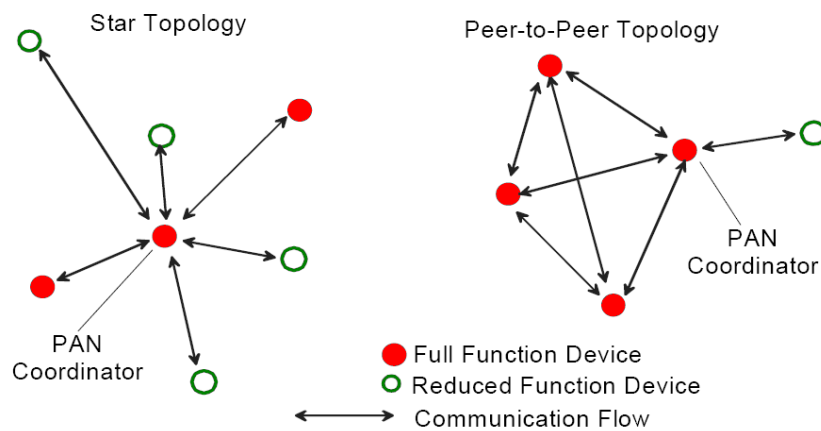 Star Topology
Peer-to-Peer Topology
PAN
Coordinator
PAN
Coordinator
Full Function Device
Reduced Function Device
Communication Flow